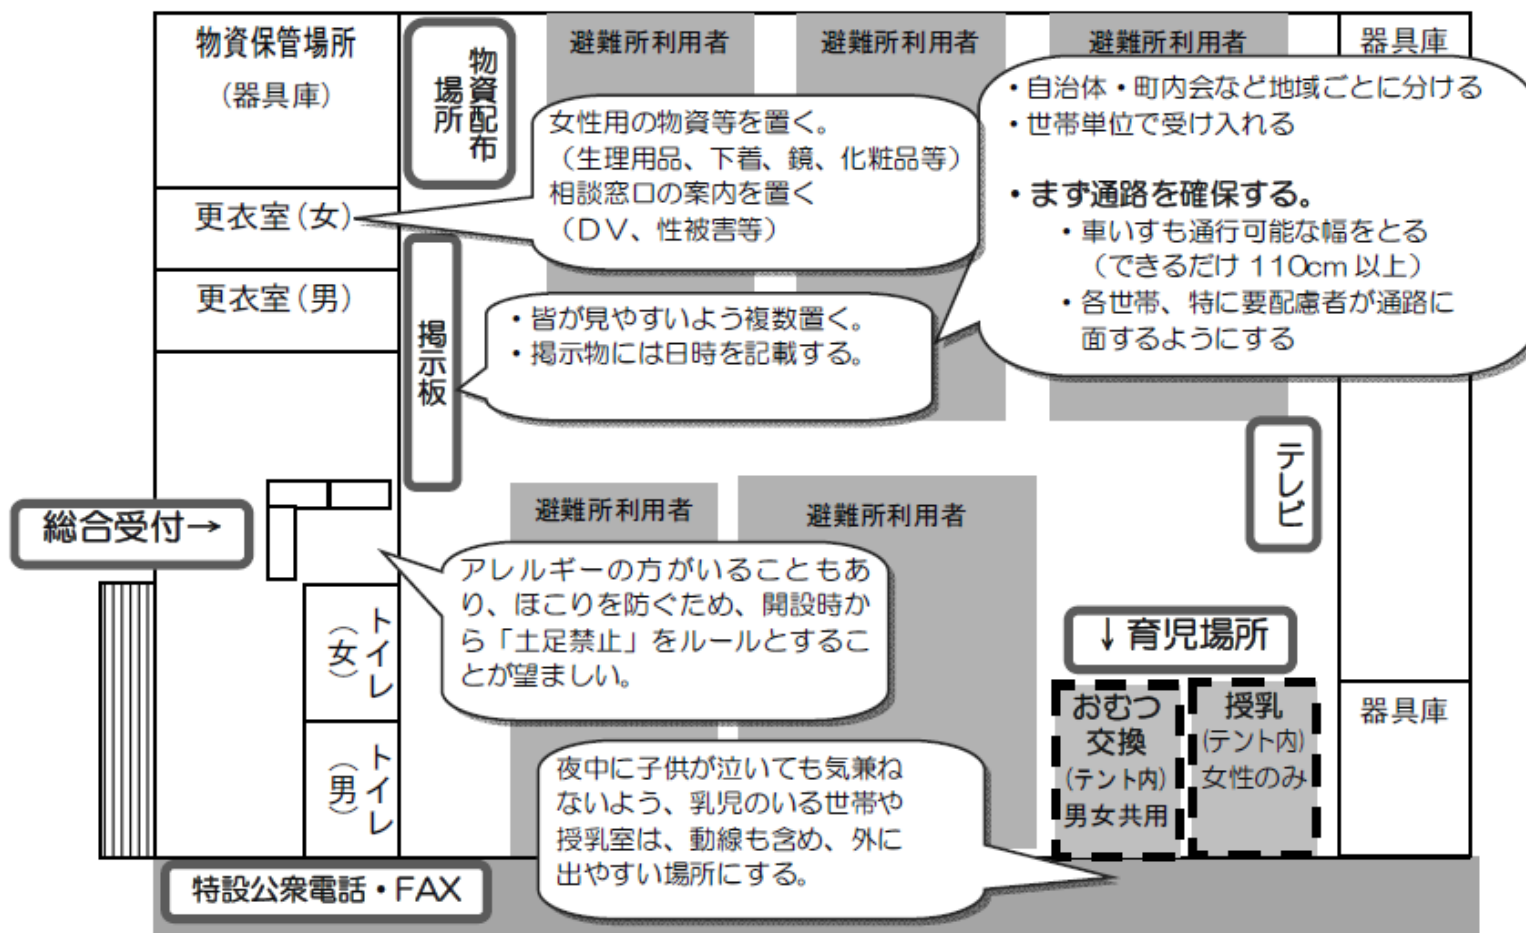 物資保管場所
(器具庫)
物資配布
場所
避難所利用者
避難所利用者
避難所利用者
器具庫
・自治体・町内会など地域ごとに分ける
・世帯単位で受け入れる
・まず通路を確保する。
・車いすも通行可能な幅をとる
(できるだけ 110cm 以上)
・各世帯、特に要配慮者が通路に
面するようにする
女性用の物資等を置く。
(生理用品、下着、鏡、化粧品等)
相談窓口の案内を置く
(DV、性被害等)
更衣室(女)
更衣室(男)
掲示板
・皆が見やすいよう複数置く。
・掲示物には日時を記載する。
テレビ
総合受付→
避難所利用者
避難所利用者
アレルギーの方がいることもあ
り、ほこりを防ぐため、開設時か
ら「土足禁止」をルールとするこ
とが望ましい。
トイレ
(女)
トイレ
(男)
↓育児場所
おむつ
交換
(テント内)
男女共用
授乳
(テント内)
女性のみ
器具庫
夜中に子供が泣いても気兼ね
ないよう、乳児のいる世帯や
授乳室は、動線も含め、外に
出やすい場所にする。
特設公衆電話・FAX